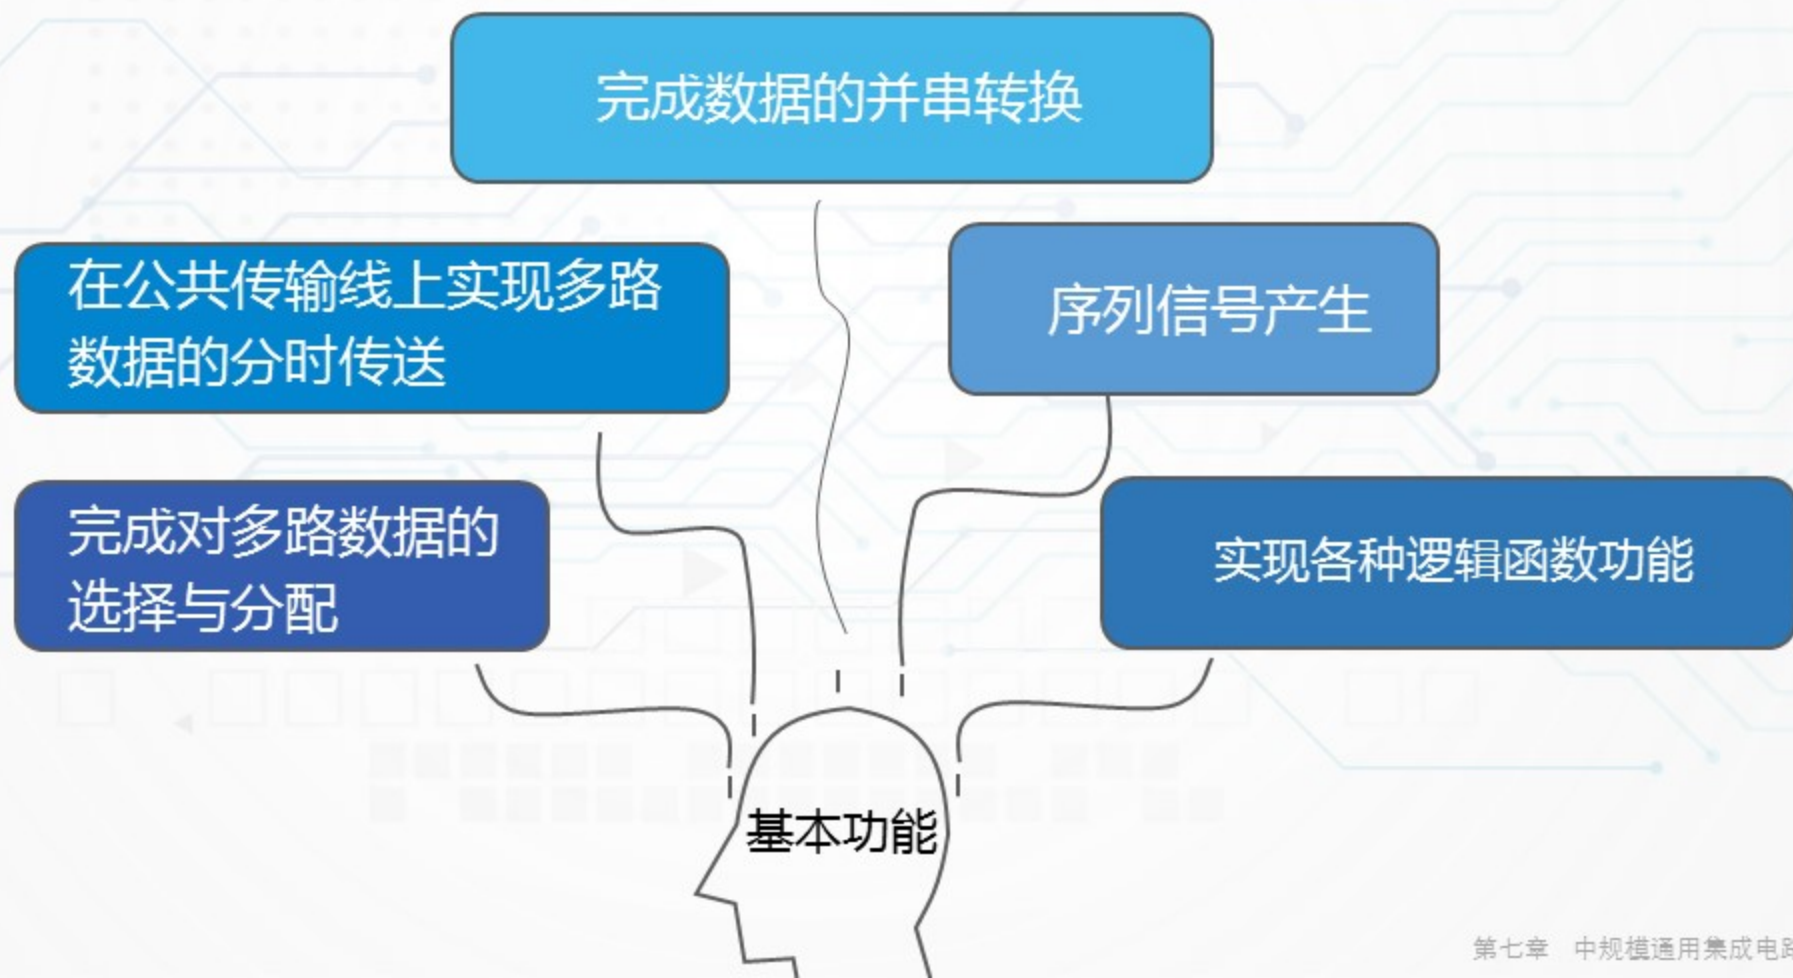 完成数据的并串转换
在公共传输线上实现多路
数据的分时传送
序列信号产生
完成对多路数据的
选择与分配
实现各种逻辑函数功能
基本功能
第七章 中规模通用集成电路